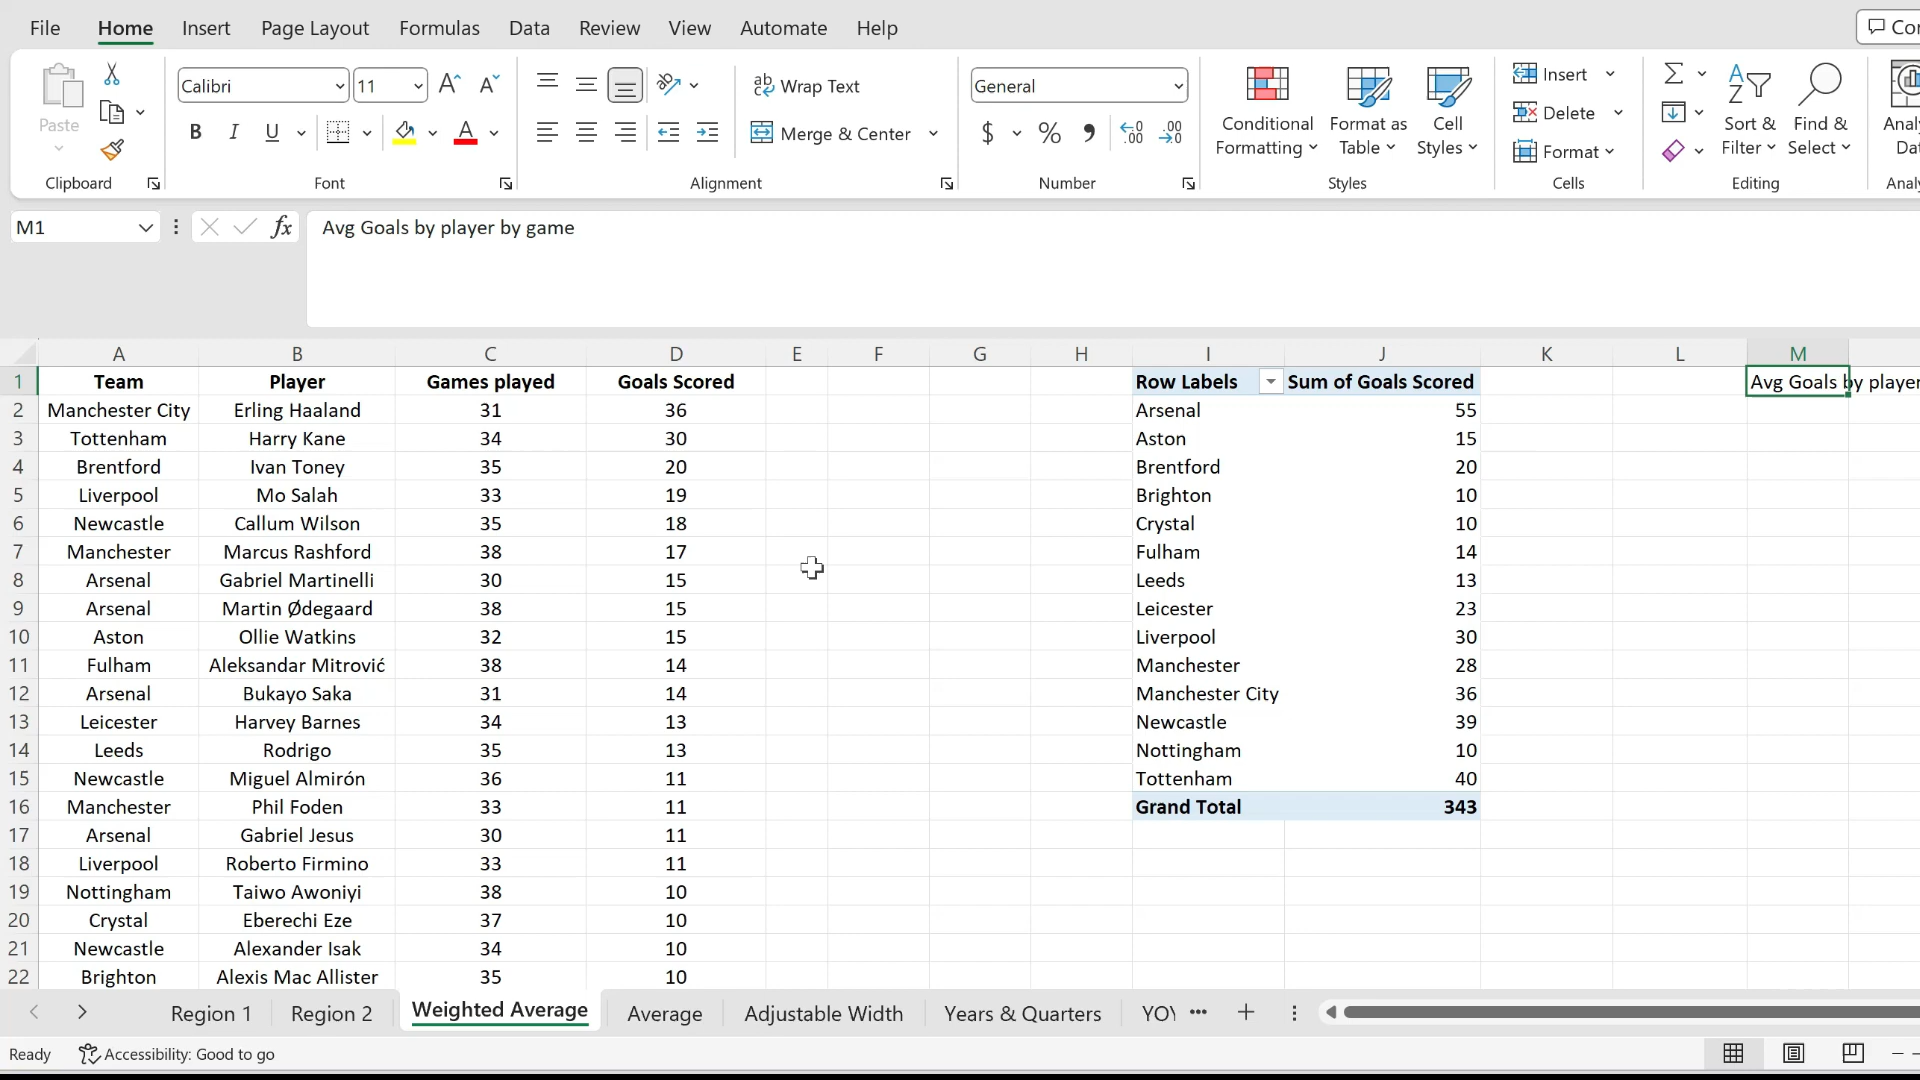 File Home Insert Page Layout Formulas Data Review View Automate Help
Paste
Clipboard
Calibri 11 A A
B I U A
Font
ab Wrap Text
Merge & Center
Alignment
General
$ % .00
Number
Conditional Formatting
Format as Table
Cell Styles
Styles
Insert
Delete
Format
Cells
Sort & Filter
Find & Select
Editing
M1 fx Avg Goals by player by game
A B C D E F G H I J K L M
1 Team Player Games played Goals Scored Row Labels Sum of Goals Scored Avg Goals by player
2 Manchester City Erling Haaland 31 36 Arsenal 55
3 Tottenham Harry Kane 34 30 Aston 15
4 Brentford Ivan Toney 35 20 Brentford 20
5 Liverpool Mo Salah 33 19 Brighton 10
6 Newcastle Callum Wilson 35 18 Crystal 10
7 Manchester Marcus Rashford 38 17 Fulham 14
8 Arsenal Gabriel Martinelli 30 15 Leeds 13
9 Arsenal Martin Ødegaard 38 15 Leicester 23
10 Aston Ollie Watkins 32 15 Liverpool 30
11 Fulham Aleksandar Mitrović 38 14 Manchester 28
12 Arsenal Bukayo Saka 31 14 Manchester City 36
13 Leicester Harvey Barnes 34 13 Newcastle 39
14 Leeds Rodrigo 35 13 Nottingham 10
15 Newcastle Miguel Almirón 36 11 Tottenham 40
16 Manchester Phil Foden 33 11 Grand Total 343
17 Arsenal Gabriel Jesus 30 11
18 Liverpool Roberto Firmino 33 11
19 Nottingham Taiwo Awoniyi 38 10
20 Crystal Eberechi Eze 37 10
21 Newcastle Alexander Isak 34 10
22 Brighton Alexis Mac Allister 35 10
Region 1 Region 2 Weighted Average Average Adjustable Width Years & Quarters YOY
Ready Accessibility: Good to go